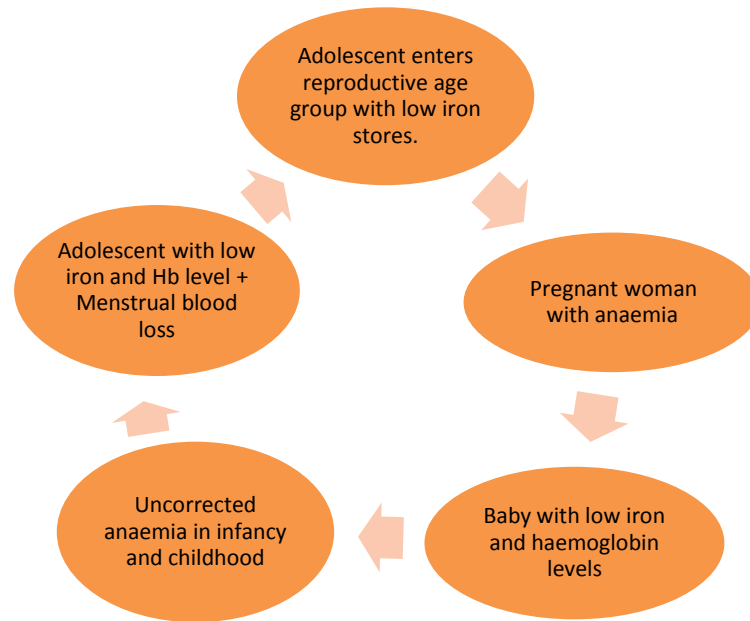 Adolescent enters
reproductive age
group with low iron
stores.
Pregnant woman
with anaemia
Baby with low iron
and haemoglobin
levels
Uncorrected
anaemia in infancy
and childhood
Adolescent with low
iron and Hb level +
Menstrual blood
loss